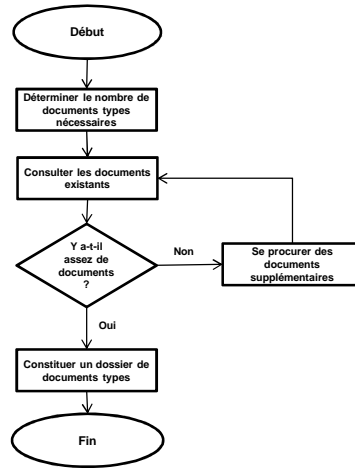 Début
Déterminer le nombre de
documents types
nécessaires
Consulter les documents
existants
Y a-t-il
assez de
documents
?
Non
Se procurer des
documents
supplémentaires
Oui
Constituer un dossier de
documents types
Fin